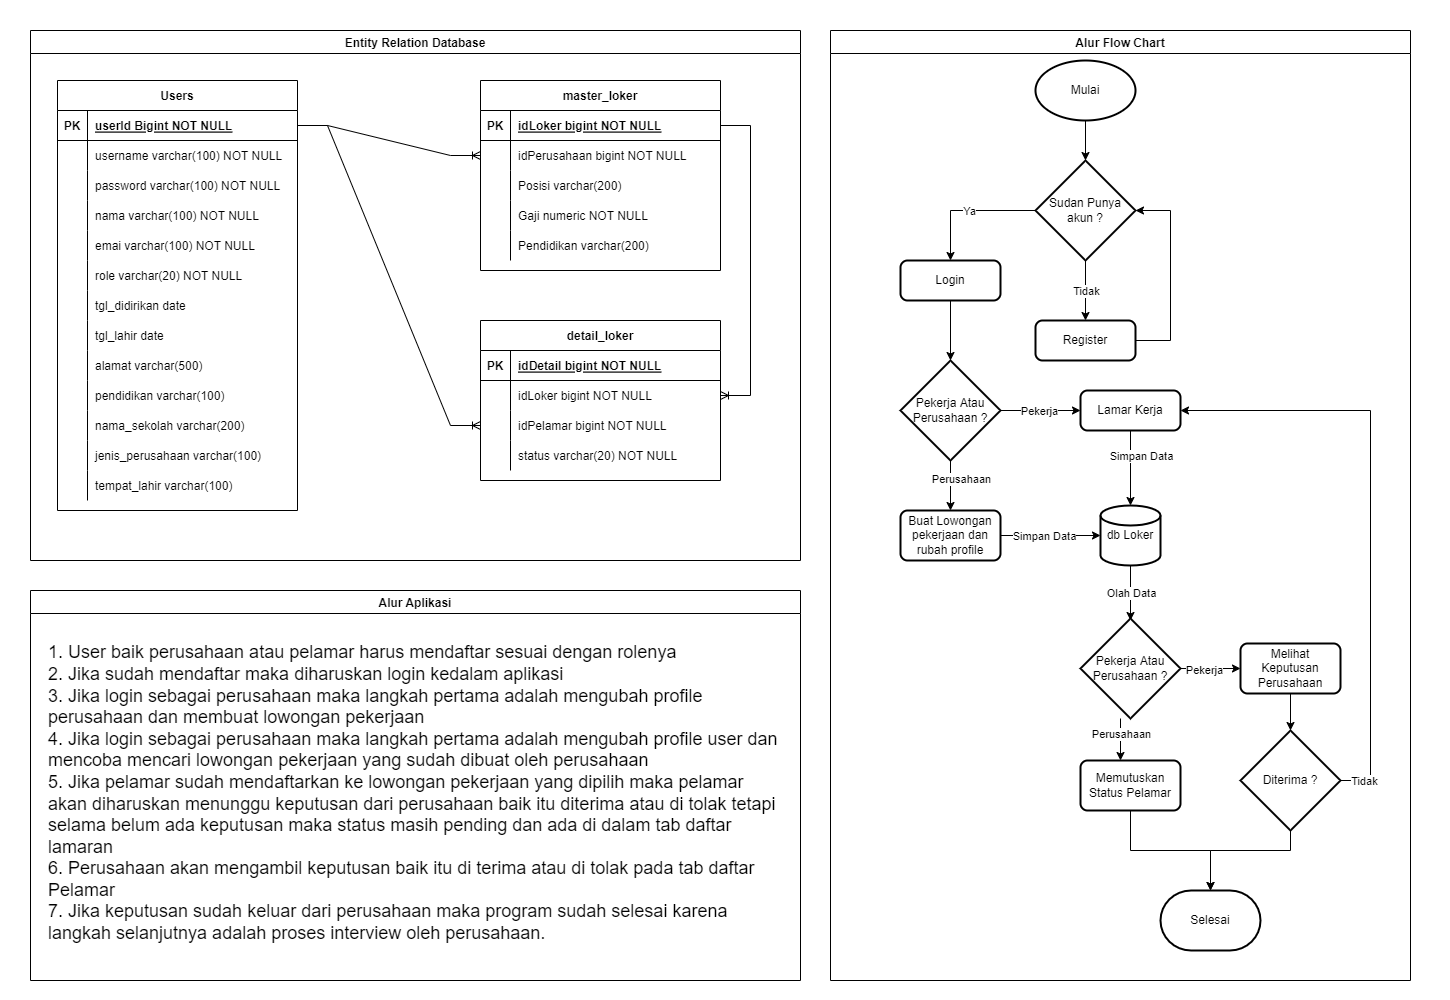 Entity Relation Database
Users
PK
userId Bigint NOT NULL
username varchar(100) NOT NULL
password varchar(100) NOT NULL
nama varchar(100) NOT NULL
emai varchar(100) NOT NULL
role varchar(20) NOT NULL
tgl_didirikan date
tgl_lahir date
alamat varchar(500)
pendidikan varchar(100)
nama_sekolah varchar(200)
jenis_perusahaan varchar(100)
tempat_lahir varchar(100)
master_loker
PK
idLoker bigint NOT NULL
idPerusahaan bigint NOT NULL
Posisi varchar(200)
Gaji numeric NOT NULL
Pendidikan varchar(200)
detail_loker
PK
idDetail bigint NOT NULL
idLoker bigint NOT NULL
idPelamar bigint NOT NULL
status varchar(20) NOT NULL
Alur Aplikasi
1. User baik perusahaan atau pelamar harus mendaftar sesuai dengan rolenya
2. Jika sudah mendaftar maka diharuskan login kedalam aplikasi
3. Jika login sebagai perusahaan maka langkah pertama adalah mengubah profile
perusahaan dan membuat lowongan pekerjaan
4. Jika login sebagai perusahaan maka langkah pertama adalah mengubah profile user dan
mencoba mencari lowongan pekerjaan yang sudah dibuat oleh perusahaan
5. Jika pelamar sudah mendaftarkan ke lowongan pekerjaan yang dipilih maka pelamar
akan diharuskan menunggu keputusan dari perusahaan baik itu diterima atau di tolak tetapi
selama belum ada keputusan maka status masih pending dan ada di dalam tab daftar
lamaran
6. Perusahaan akan mengambil keputusan baik itu di terima atau di tolak pada tab daftar
Pelamar
7. Jika keputusan sudah keluar dari perusahaan maka program sudah selesai karena
langkah selanjutnya adalah proses interview oleh perusahaan.
Alur Flow Chart
Mulai
Sudan Punya
akun ?
Ya
Login
Tidak
Register
Pekerja Atau
Perusahaan ?
Pekerja
Lamar Kerja
Simpan Data
Perusahaan
Buat Lowongan
pekerjaan dan
rubah profile
Simpan Data
db Loker
Olah Data
Pekerja Atau
Perusahaan ?
Pekerja
Melihat
Keputusan
Perusahaan
Perusahaan
Memutuskan
Status Pelamar
Diterima ?
Tidak
Selesai